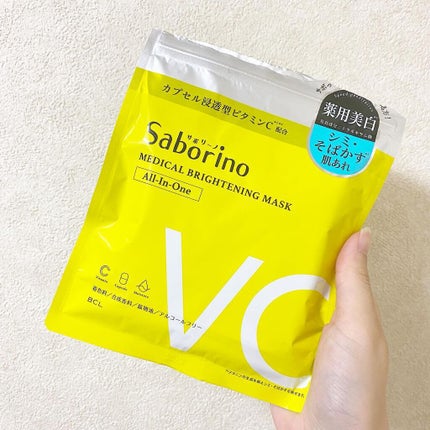 カプセル浸透型ビタミンC 配合
サボリーノ
Saborino
MEDICAL BRIGHTENING MASK
All-In-One
VC
着色料/合成香料/鉱物油/アルコールフリー
BCL
薬用美白
シミ・
そばかず
肌あれ